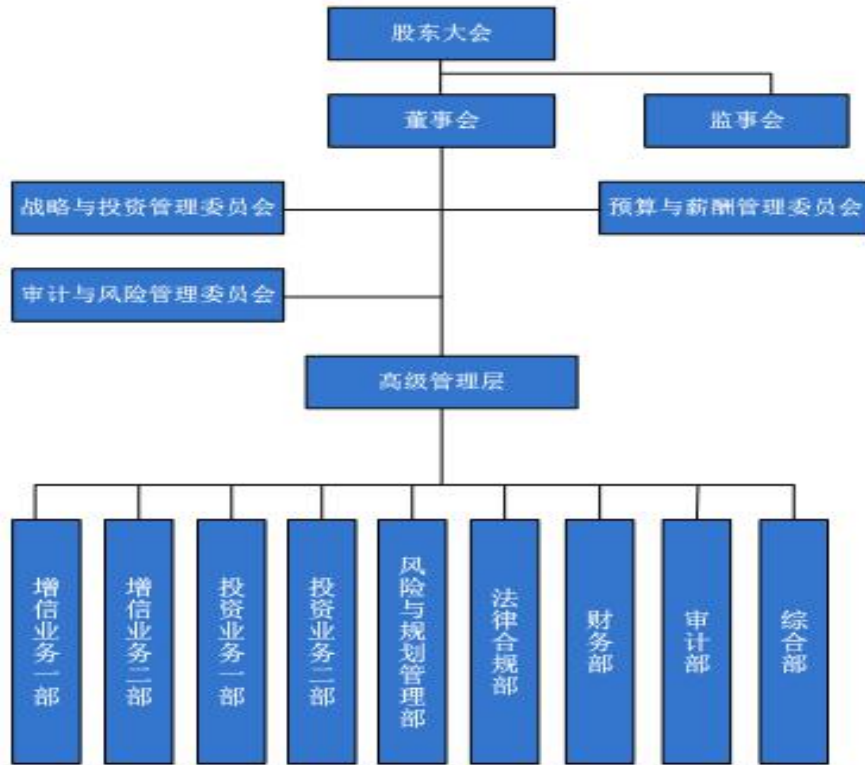 股东大会
董事会
监事会
战略与投资管理委员会
预算与薪酬管理委员会
审计与风险管理委员会
高级管理层
增信业务一部
增信业务二部
投资业务一部
投资业务二部
风险与规划管理部
法律合规部
财务部
审计部
综合部